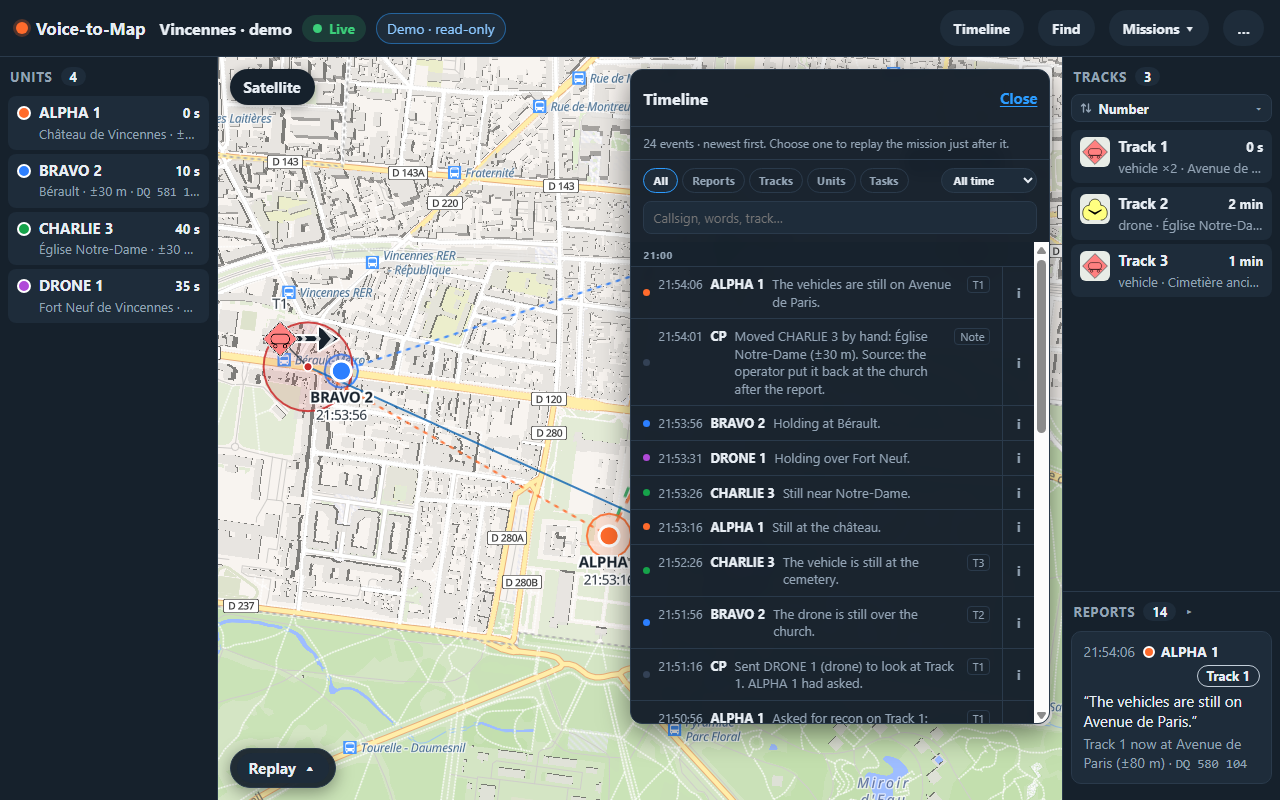 Voice-to-Map Vincennes · demo Live Demo · read-only Timeline Find Missions ...
UNITS 4
ALPHA 1 0 s
Château de Vincennes · ±...
BRAVO 2 10 s
Bérault · ±30 m · DQ 581 1...
CHARLIE 3 40 s
Église Notre-Dame · ±30 ...
DRONE 1 35 s
Fort Neuf de Vincennes · ...
Satellite
Rue de Montreu
es Laitières
D 143
D 143A
Fraternité
D 143
D 220
Vincennes RER
- République
Vincennes RER
T1
BRAVO 2
21:53:56
D 120
D 280
D 280A
ALPHA
21:53:16
D 280B
D 237
Tourelle - Daumesnil
Parc Floral
Miroir
d'Eau
Replay
Timeline Close
24 events · newest first. Choose one to replay the mission just after it.
All Reports Tracks Units Tasks All time
Callsign, words, track...
21:00
21:54:06 ALPHA 1 The vehicles are still on Avenue T1
de Paris.
21:54:01 CP Moved CHARLIE 3 by hand: Église Note
Notre-Dame (±30 m). Source: the
operator put it back at the church
after the report.
21:53:56 BRAVO 2 Holding at Bérault.
21:53:31 DRONE 1 Holding over Fort Neuf.
21:53:26 CHARLIE 3 Still near Notre-Dame.
21:53:16 ALPHA 1 Still at the château.
21:52:26 CHARLIE 3 The vehicle is still at the T3
cemetery.
21:51:56 BRAVO 2 The drone is still over the T2
church.
21:51:16 CP Sent DRONE 1 (drone) to look at Track T1
1. ALPHA 1 had asked.
21:50:56 ALPHA 1 Asked for recon on Track 1: T1
TRACKS 3
Number
Track 1 0 s
vehicle ×2 · Avenue de ...
Track 2 2 min
drone · Église Notre-Da...
Track 3 1 min
vehicle · Cimetière anci...
REPORTS 14
21:54:06 ALPHA 1
Track 1
“The vehicles are still on
Avenue de Paris.”
Track 1 now at Avenue de
Paris (±80 m) · DQ 580 104